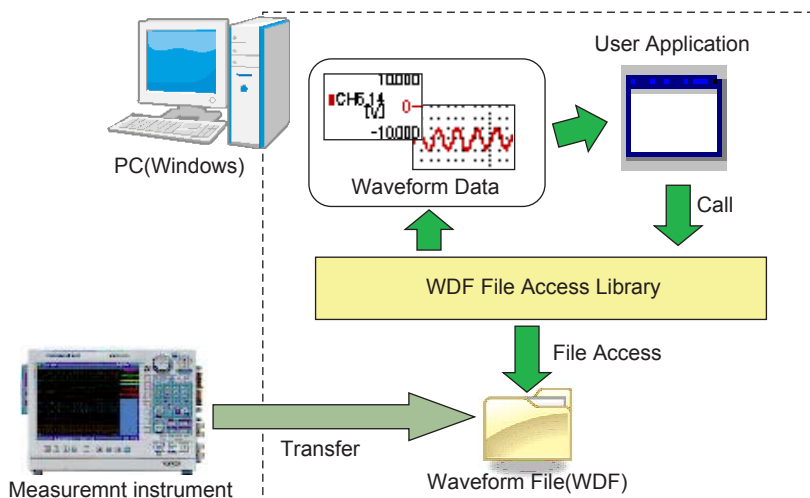 User Application
10.000
CH5.14
0
[V]
-10.000
PC(Windows)
Waveform Data
Call
WDF File Access Library
File Access
Transfer
Measuremnt instrument
Waveform File(WDF)